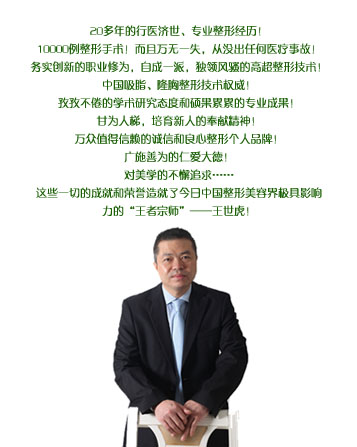 20多年的行医济世、专业整形经历！
10000例整形手术！而且万无一失，从没出任何医疗事故！
务实创新的职业修为，自成一派，独领风骚的高超整形技术！
中国吸脂、隆胸整形技术权威！
孜孜不倦的学术研究态度和硕果累累的专业成果！
甘为人梯，培育新人的奉献精神！
万众值得信赖的诚信和良心整形个人品牌！
广施善为的仁爱大德！
对美学的不懈追求……
这些一切的成就和荣誉造就了今日中国整形美容界极具影响
力的“王者宗师”——王世虎！